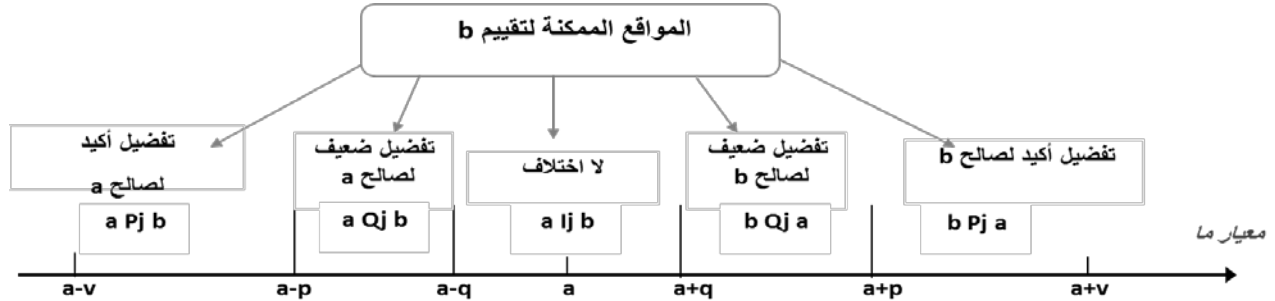 المواقع الممكنة لتقييم b
تفضيل أكيد
لصالح a
تفضيل ضعيف
لصالح a
لا اختلاف
تفضيل ضعيف
لصالح b
تفضيل أكيد لصالح b
a Pj b
a Qj b
a Ij b
b Qj a
b Pj a
معيار ما
a-v
a-p
a-q
a
a+q
a+p
a+v